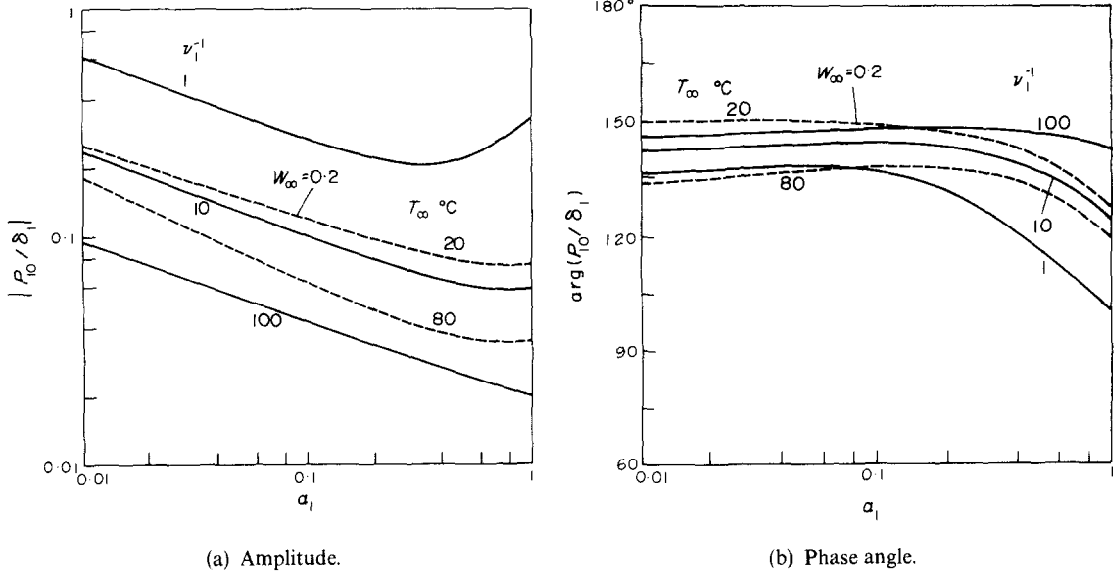 1
ν₁⁻¹
1
W∞=0·2
10
T∞ °C
20
80
100
0·1
0·01
|P₁₀/δ₁|
0·01
0·1
1
α₁
(a) Amplitude.
180°
150
120
90
60
arg(P₁₀/δ₁)
T∞ °C
W∞=0·2
ν₁⁻¹
20
100
80
10
1
0·01
0·1
1
α₁
(b) Phase angle.